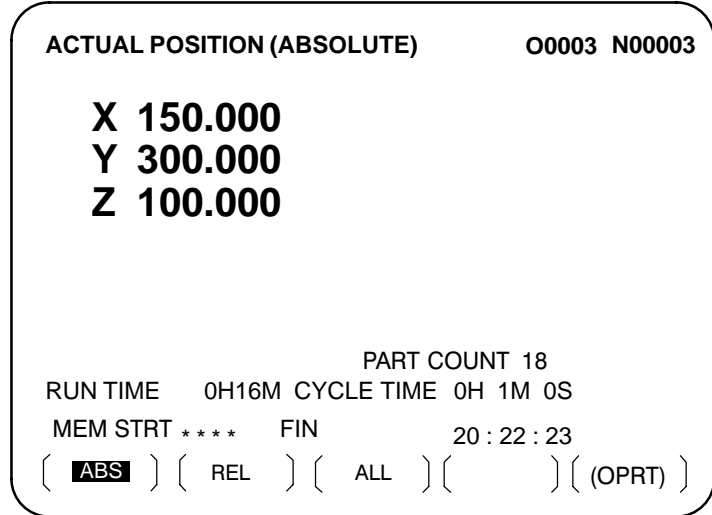 ACTUAL POSITION (ABSOLUTE) O0003 N00003
X 150.000
Y 300.000
Z 100.000
PART COUNT 18
RUN TIME 0H16M CYCLE TIME 0H 1M 0S
MEM STRT * * * * FIN 20 : 22 : 23
[ ABS ] [ REL ] [ ALL ] [ ] [ (OPRT) ]